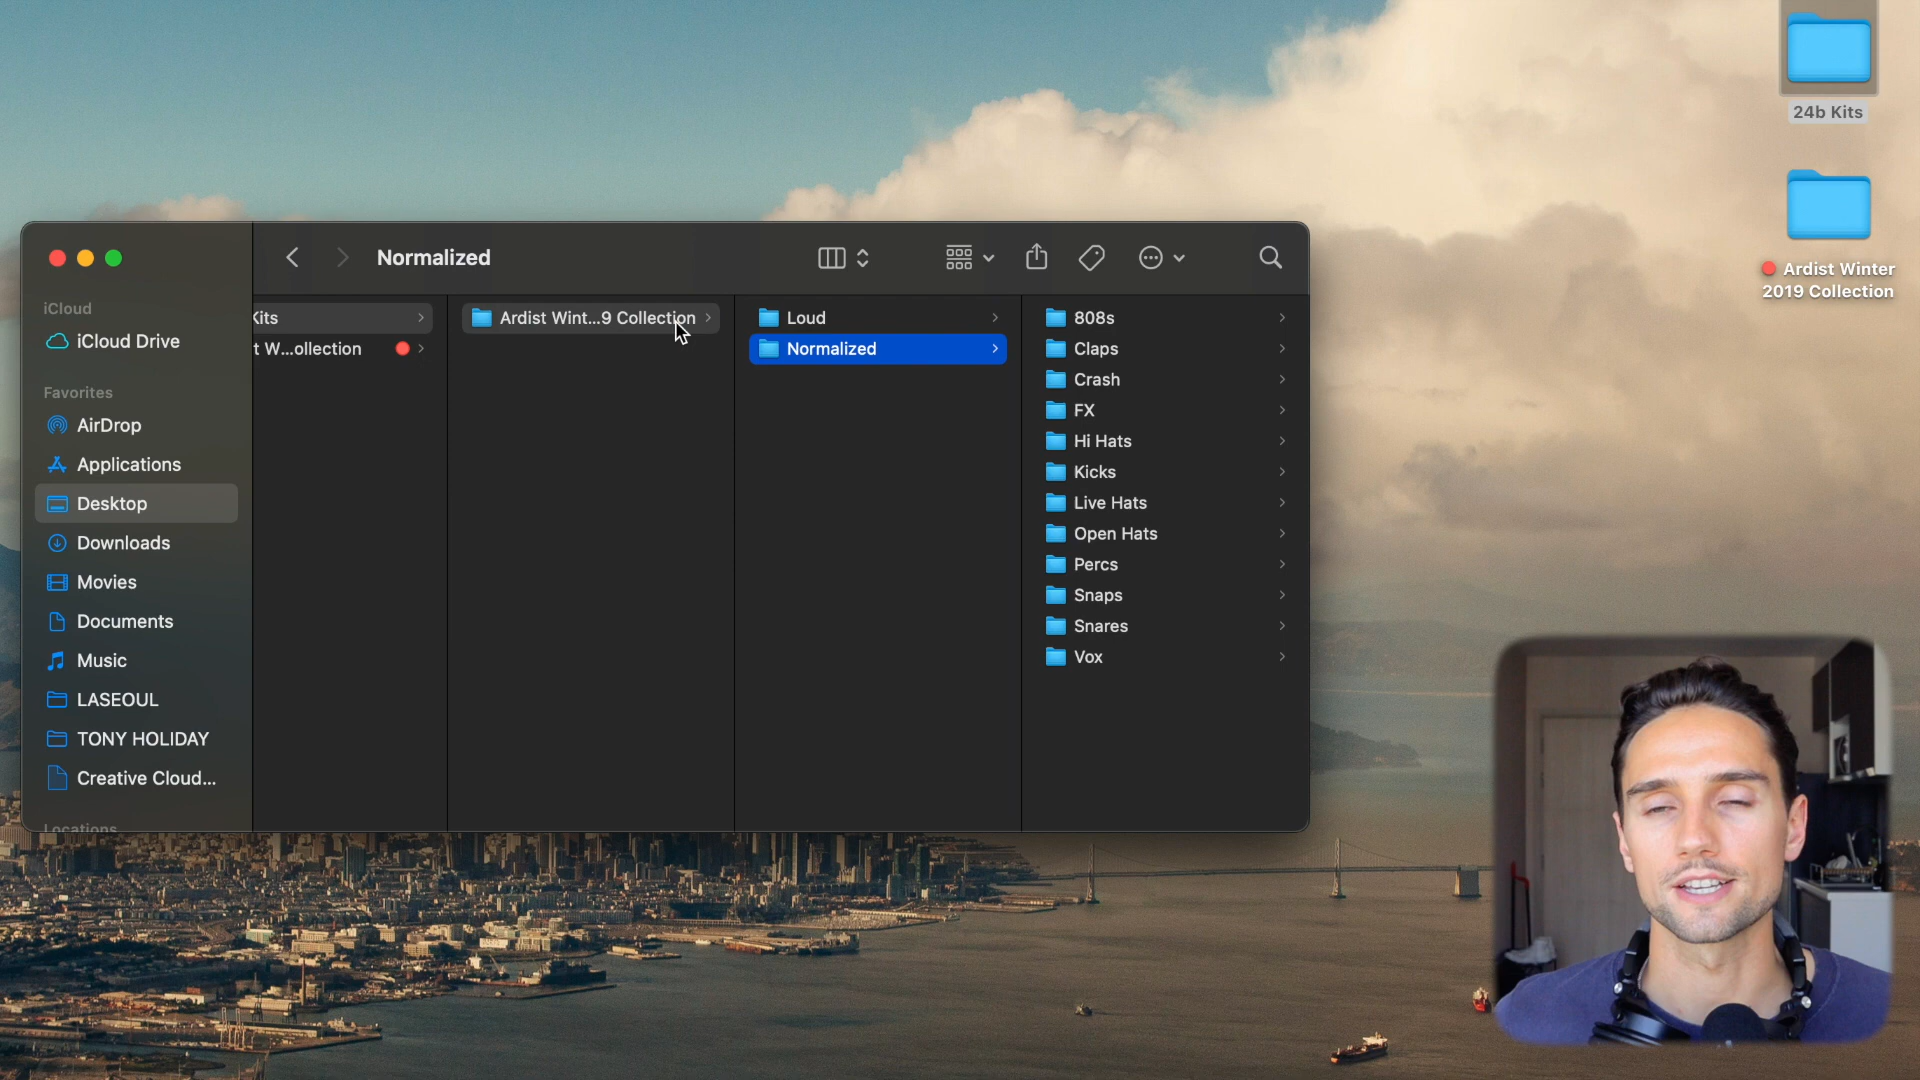 24b Kits
Ardist Winter
2019 Collection
Normalized
iCloud
iCloud Drive
Favorites
AirDrop
Applications
Desktop
Downloads
Movies
Documents
Music
LASEOUL
TONY HOLIDAY
Creative Cloud...
Locations
Kits
t W...ollection
Ardist Wint...9 Collection
Loud
Normalized
808s
Claps
Crash
FX
Hi Hats
Kicks
Live Hats
Open Hats
Percs
Snaps
Snares
Vox